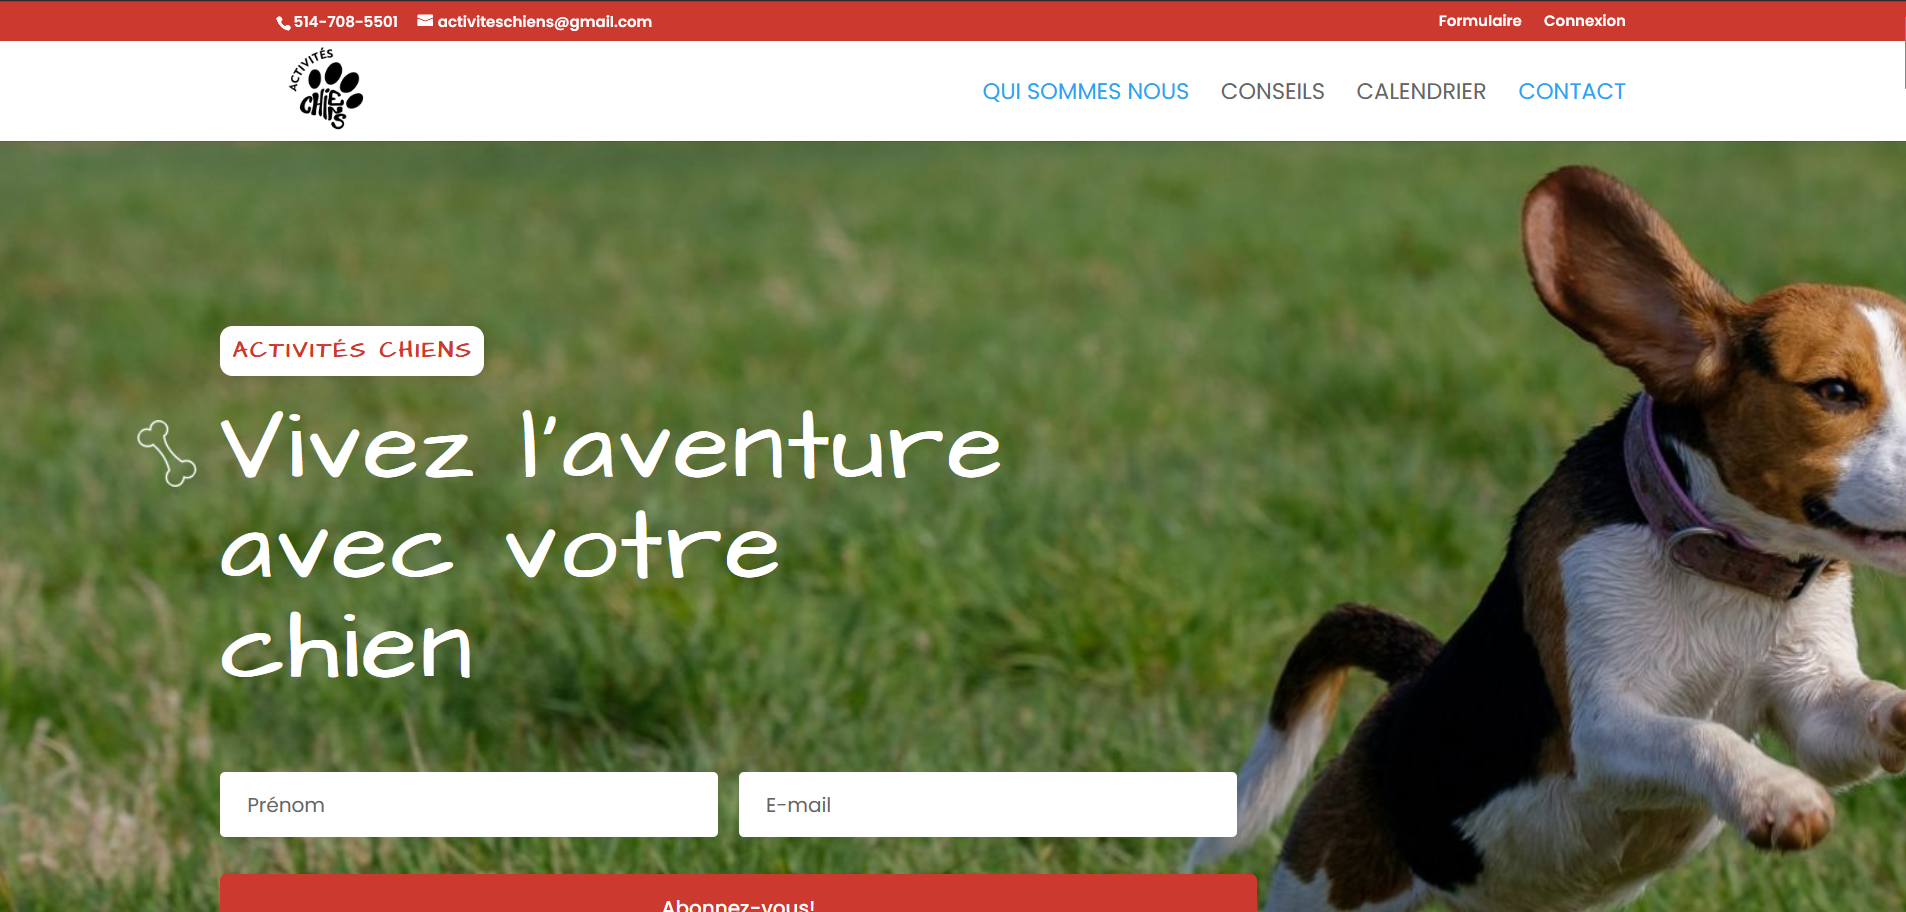 514-708-5501 activiteschiens@gmail.com Formulaire Connexion
ACTIVITÉS
CHIENS
QUI SOMMES NOUS CONSEILS CALENDRIER CONTACT
ACTIVITÉS CHIENS
Vivez l'aventure
avec votre
chien
Prénom E-mail
Abonnez-vous!